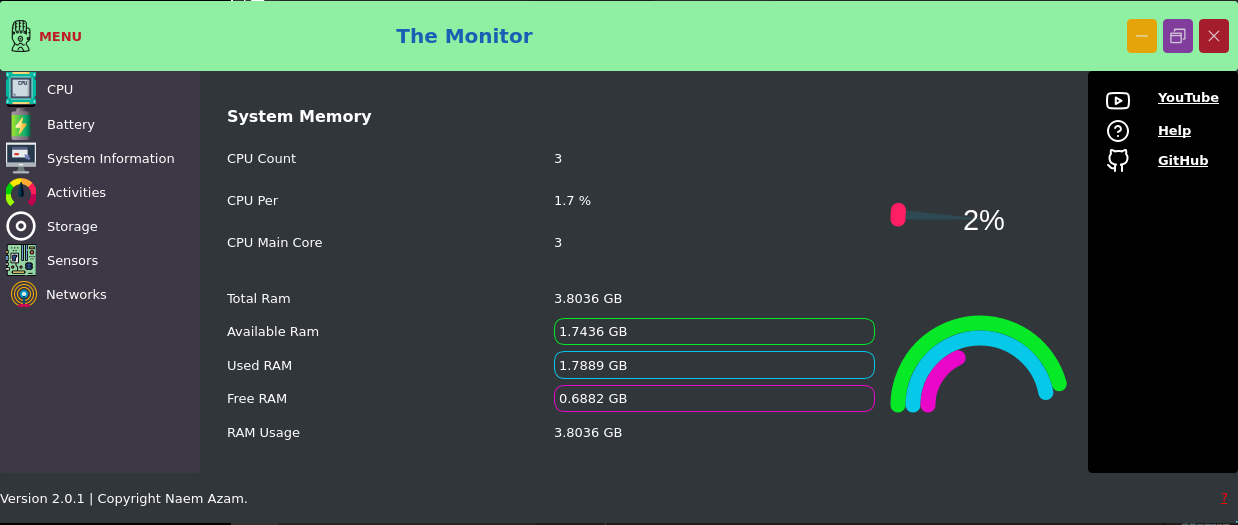 MENU
The Monitor
CPU
CPU
Battery
System Information
Activities
Storage
Sensors
Networks
System Memory
CPU Count 3
CPU Per 1.7 %
CPU Main Core 3
2%
Total Ram 3.8036 GB
Available Ram 1.7436 GB
Used RAM 1.7889 GB
Free RAM 0.6882 GB
RAM Usage 3.8036 GB
YouTube
Help
GitHub
Version 2.0.1 | Copyright Naem Azam.
?